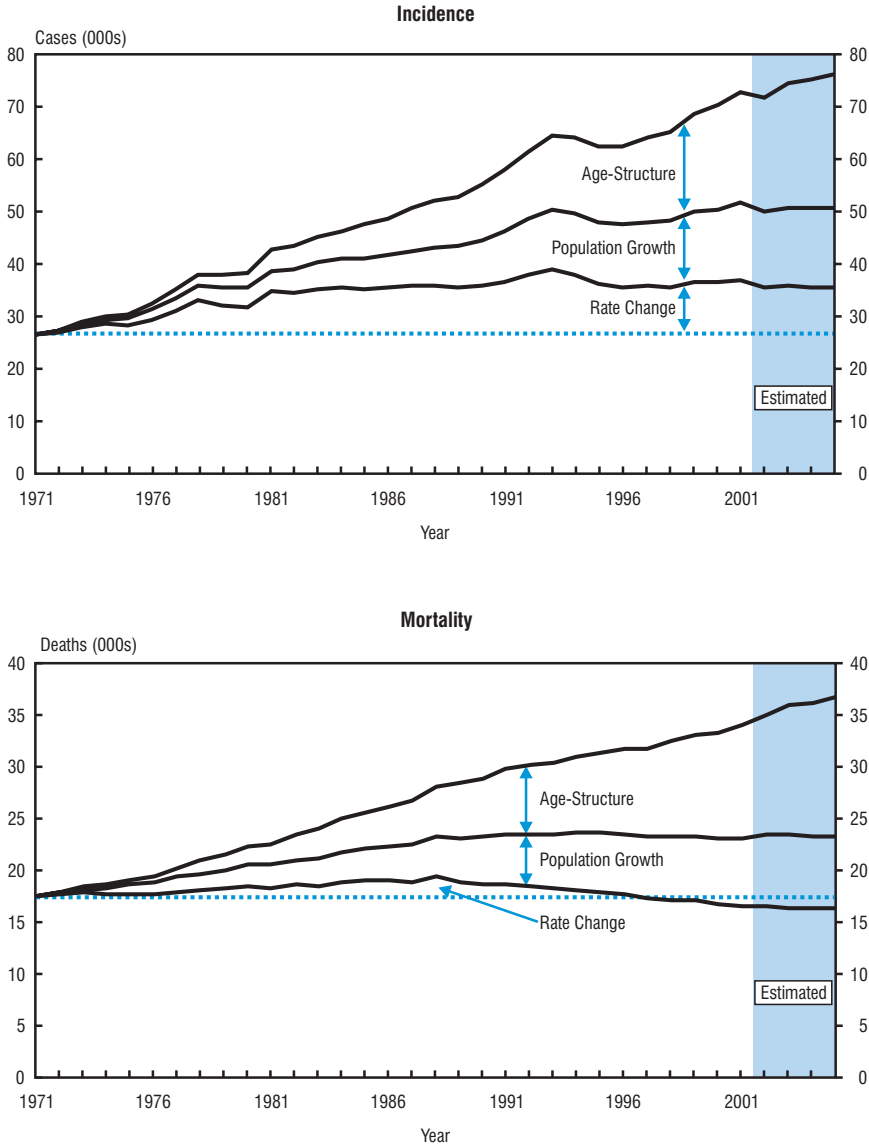 Incidence
Cases (000s)
80 80
70 70
60 60
Age-Structure
50 50
Population Growth
40 40
Rate Change
30 30
20 20
Estimated
10 10
0 0
1971 1976 1981 1986 1991 1996 2001
Year
Mortality
Deaths (000s)
40 40
35 35
30 30
Age-Structure
25 25
Population Growth
20 20
Rate Change
15 15
10 10
Estimated
5 5
0 0
1971 1976 1981 1986 1991 1996 2001
Year